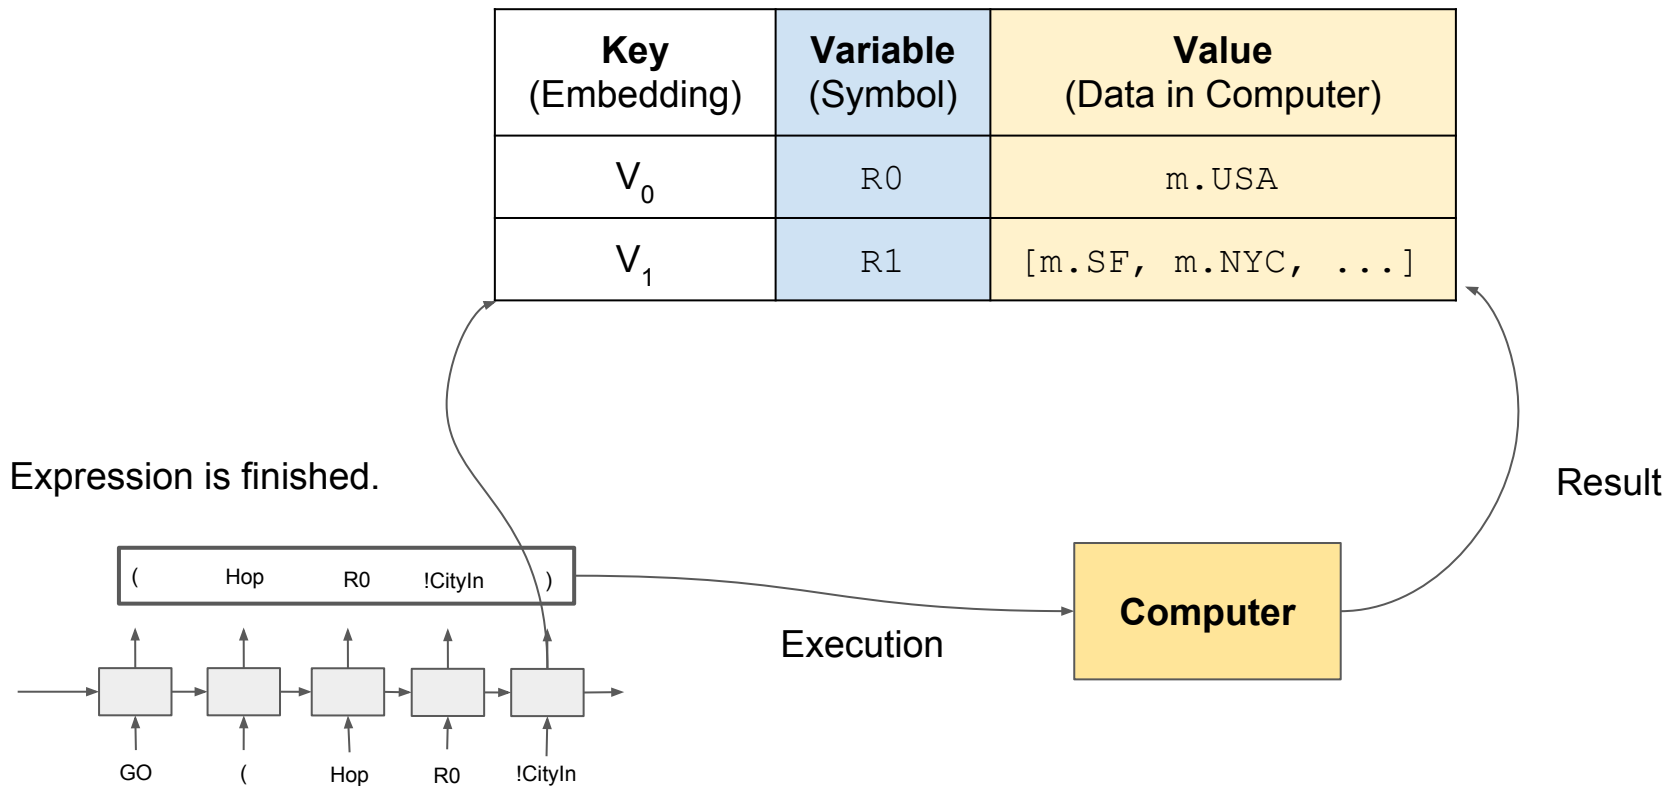 Key Variable Value
(Embedding) (Symbol) (Data in Computer)
V0 R0 m.USA
V1 R1 [m.SF, m.NYC, ...]
Expression is finished.
Result
( Hop R0 !CityIn )
Computer
Execution
GO ( Hop R0 !CityIn